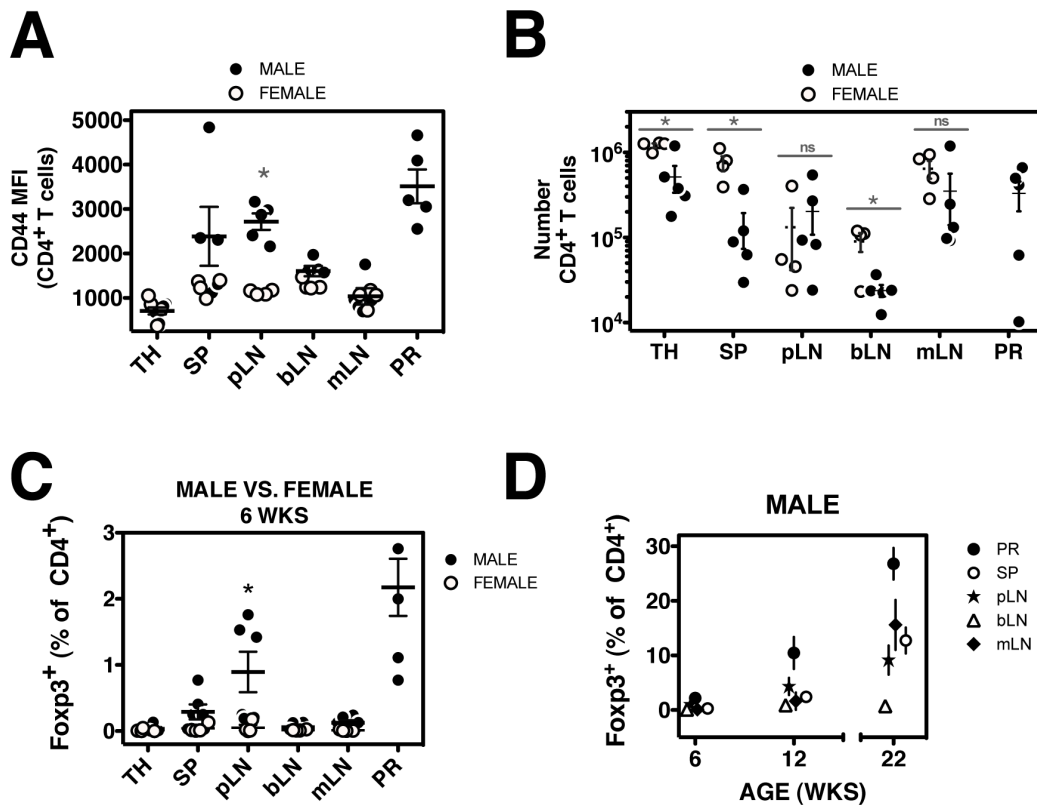 A
MALE
FEMALE
CD44 MFI
(CD4+ T cells)
5000
4000
3000
2000
1000
*
TH
SP
pLN
bLN
mLN
PR
B
MALE
FEMALE
Number
CD4+ T cells
10^6
10^5
10^4
*
*
ns
*
ns
TH
SP
pLN
bLN
mLN
PR
C
MALE VS. FEMALE
6 WKS
Foxp3+ (% of CD4+)
3
2
1
0
*
MALE
FEMALE
TH
SP
pLN
bLN
mLN
PR
D
MALE
Foxp3+ (% of CD4+)
30
20
10
0
6
12
22
AGE (WKS)
PR
SP
pLN
bLN
mLN